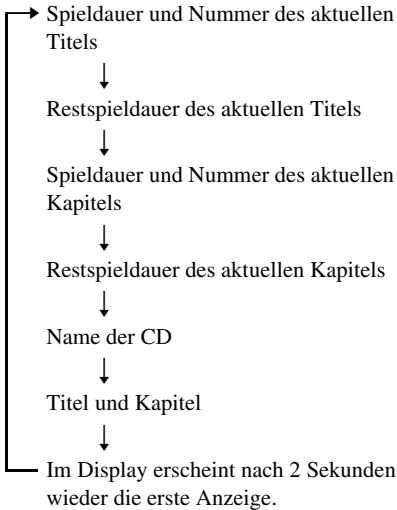 Spieldauer und Nummer des aktuellen
Titels
Restspieldauer des aktuellen Titels
Spieldauer und Nummer des aktuellen
Kapitels
Restspieldauer des aktuellen Kapitels
Name der CD
Titel und Kapitel
Im Display erscheint nach 2 Sekunden
wieder die erste Anzeige.